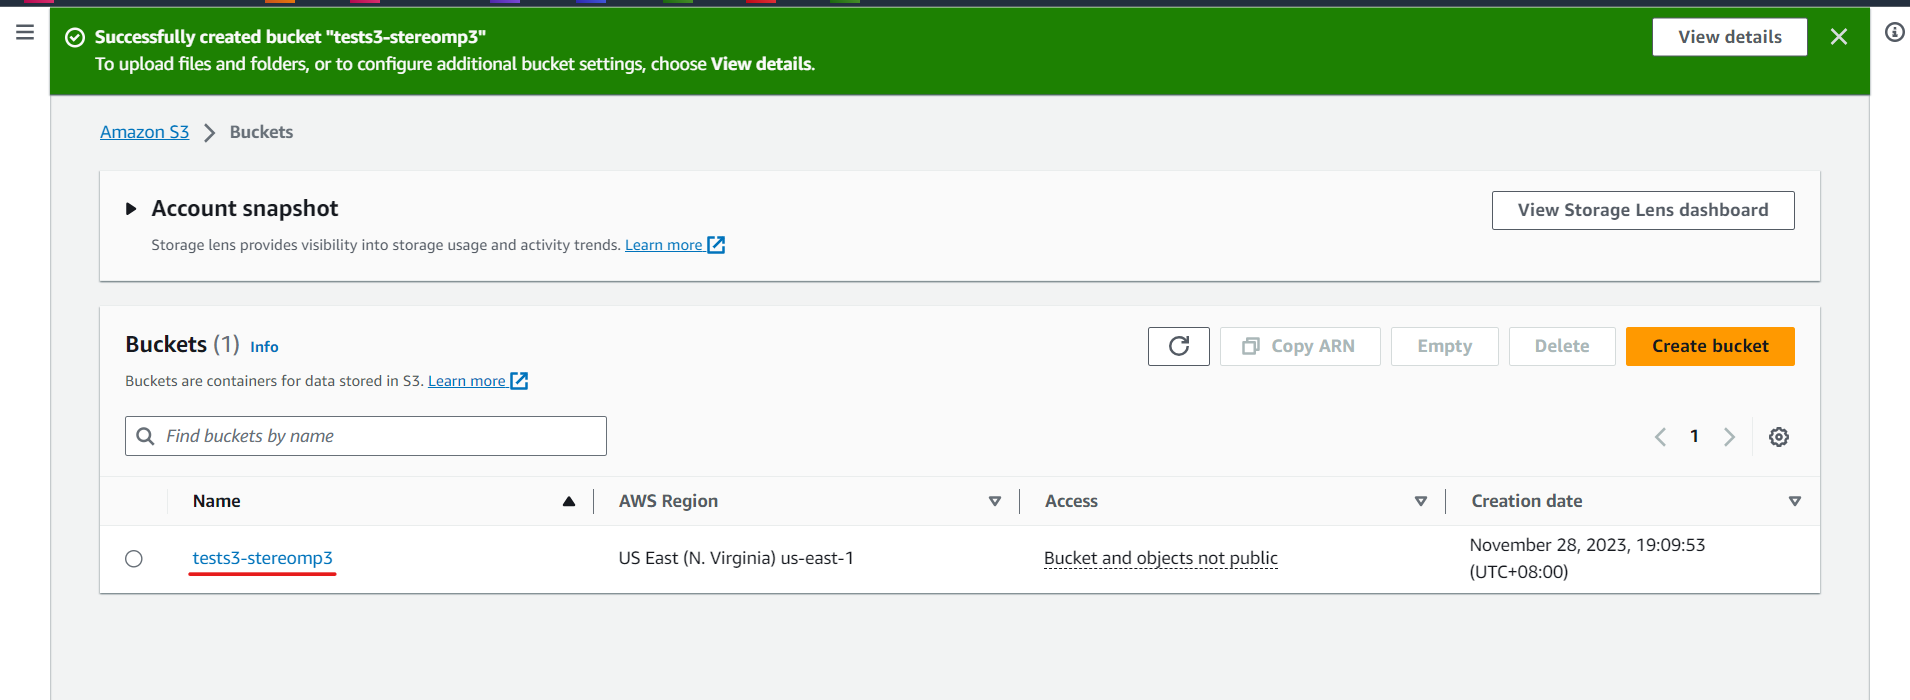 Successfully created bucket "tests3-stereomp3"
To upload files and folders, or to configure additional bucket settings, choose View details.
View details
Amazon S3 Buckets
Account snapshot
Storage lens provides visibility into storage usage and activity trends. Learn more
View Storage Lens dashboard
Buckets (1) Info
Buckets are containers for data stored in S3. Learn more
Copy ARN
Empty
Delete
Create bucket
Find buckets by name
1
Name AWS Region Access Creation date
tests3-stereomp3 US East (N. Virginia) us-east-1 Bucket and objects not public November 28, 2023, 19:09:53
(UTC+08:00)